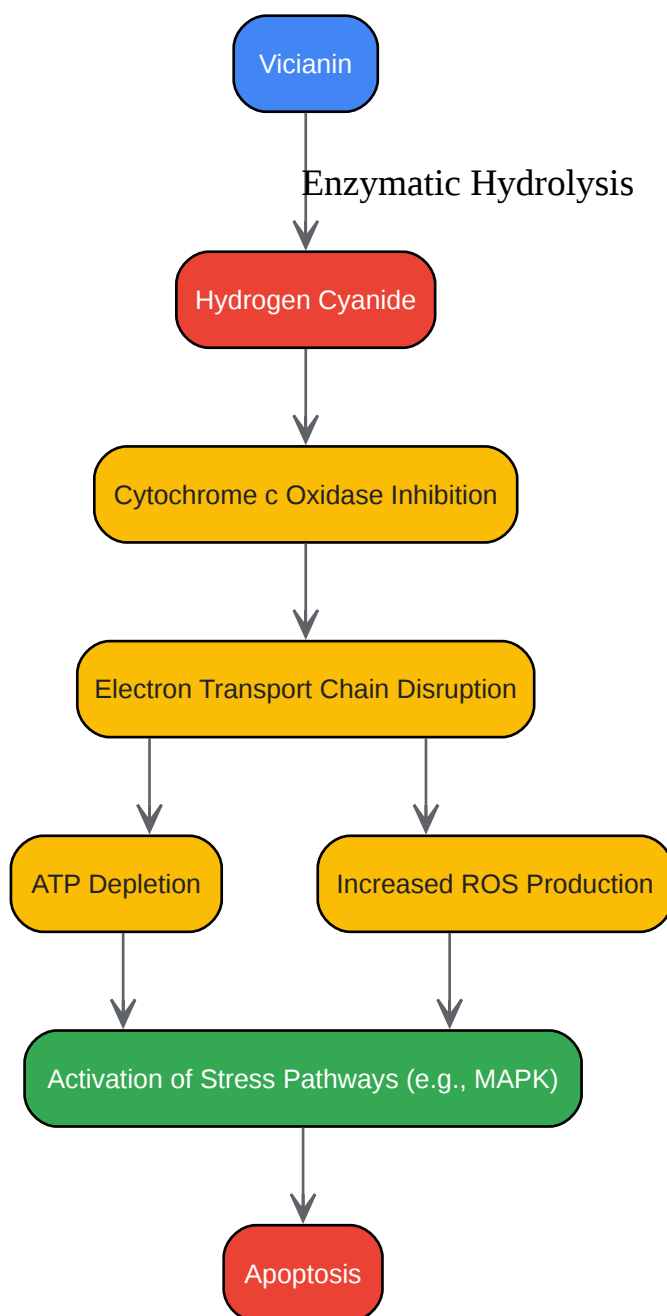 Vicianin
Enzymatic Hydrolysis
Hydrogen Cyanide
Cytochrome c Oxidase Inhibition
Electron Transport Chain Disruption
ATP Depletion
Increased ROS Production
Activation of Stress Pathways (e.g., MAPK)
Apoptosis